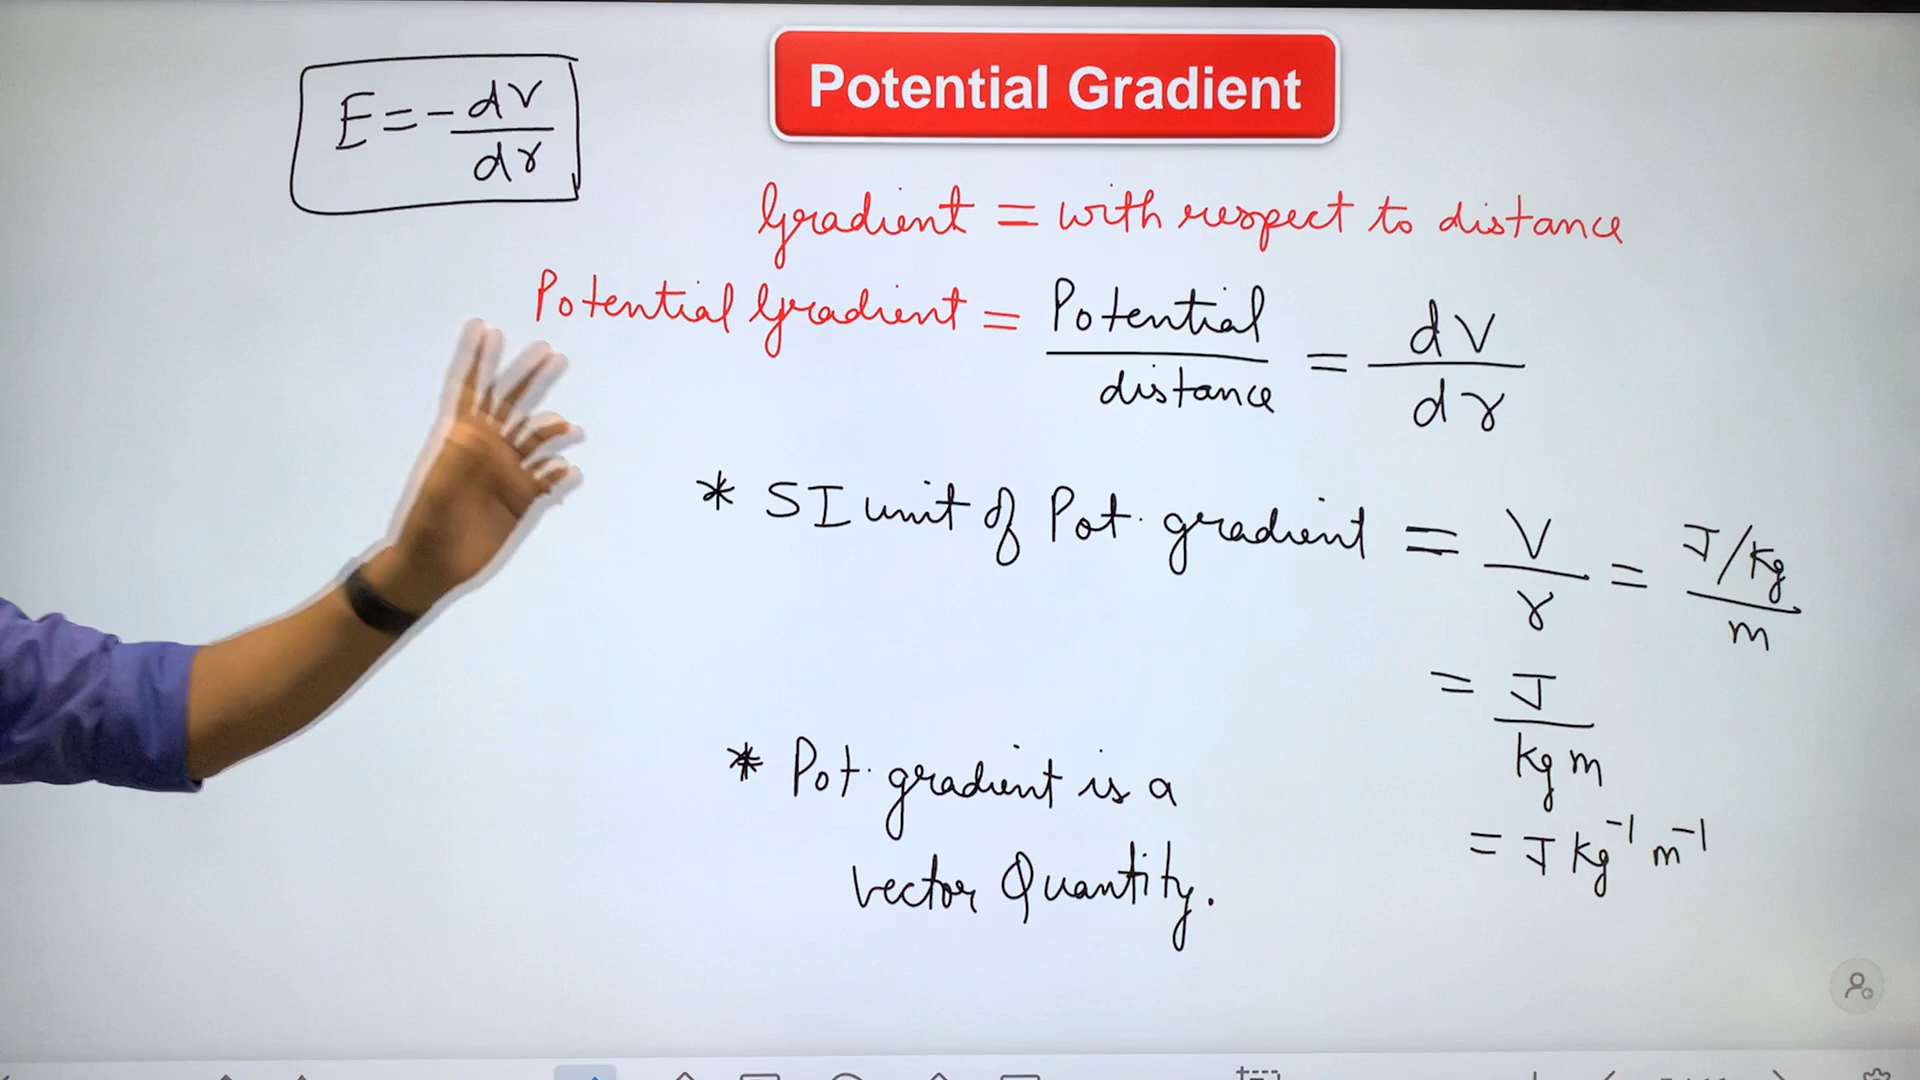 Potential Gradient
E = - dV/dr
Gradient = with respect to distance
Potential Gradient = Potential/distance = dV/dr
* SI unit of Pot. gradient = V/r = J/kg/m
= J/kg m
= J kg⁻¹ m⁻¹
* Pot. gradient is a
vector Quantity.